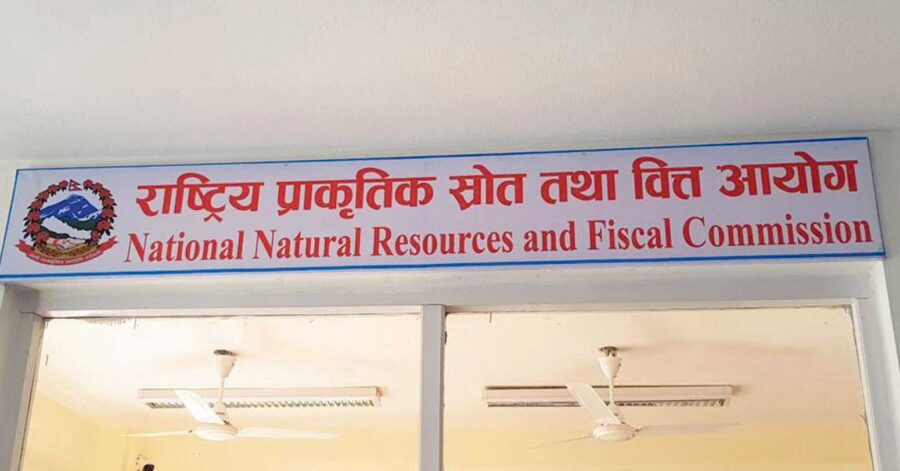 राष्ट्रिय प्राकृतिक स्रोत तथा वित्त आयोग
National Natural Resources and Fiscal Commission